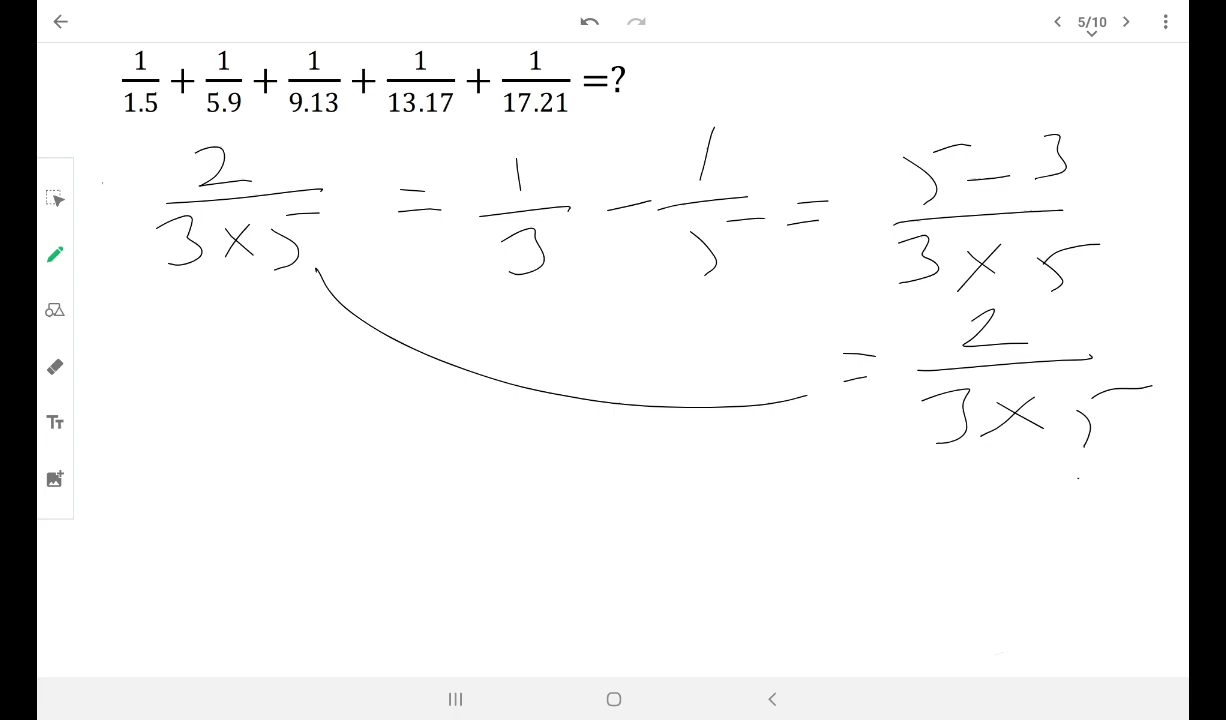 5/10
1/1.5 + 1/5.9 + 1/9.13 + 1/13.17 + 1/17.21 =?
2/3×5 = 1/3 − 1/5 = 5−3/3×5
= 2/3×5
Tт